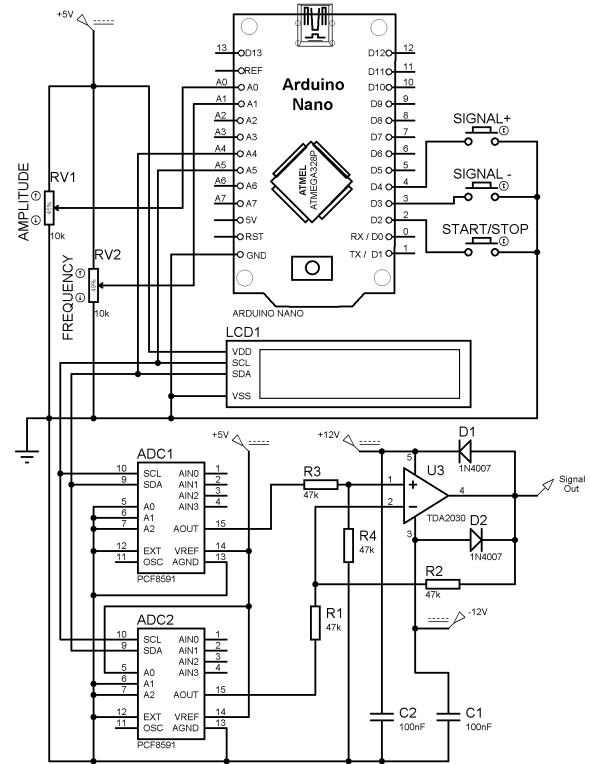 +5V
13 D13
REF
A0 A0
A1 A1
A2 A2
A3 A3
A4 A4
A5 A5
A6 A6
A7 A7
5V
RST
GND
Arduino
Nano
ATMEL
ATMEGA328P
D12 12
D11 11
D10 10
D9 9
D8 8
D7 7
D6 6
D5 5
D4 4
D3 3
D2 2
RX / D0 0
TX / D1 1
ARDUINO NANO
SIGNAL+
SIGNAL -
START/STOP
RV1
AMPLITUDE
10k
RV2
FREQUENCY
49%
10k
LCD1
VDD
SCL
SDA
VSS
+5V
ADC1
10 SCL
9 SDA
5 A0
6 A1
7 A2
12 EXT
11 OSC
AIN0 1
AIN1 2
AIN2 3
AIN3 4
AOUT 15
VREF 14
AGND 13
PCF8591
ADC2
10 SCL
9 SDA
5 A0
6 A1
7 A2
12 EXT
11 OSC
AIN0 1
AIN1 2
AIN2 3
AIN3 4
AOUT 15
VREF 14
AGND 13
PCF8591
+12V
R3
47k
R4
47k
R1
47k
R2
47k
U3
TDA2030
1
2
3
4
5
D1
1N4007
D2
1N4007
Signal
Out
-12V
C2
100nF
C1
100nF